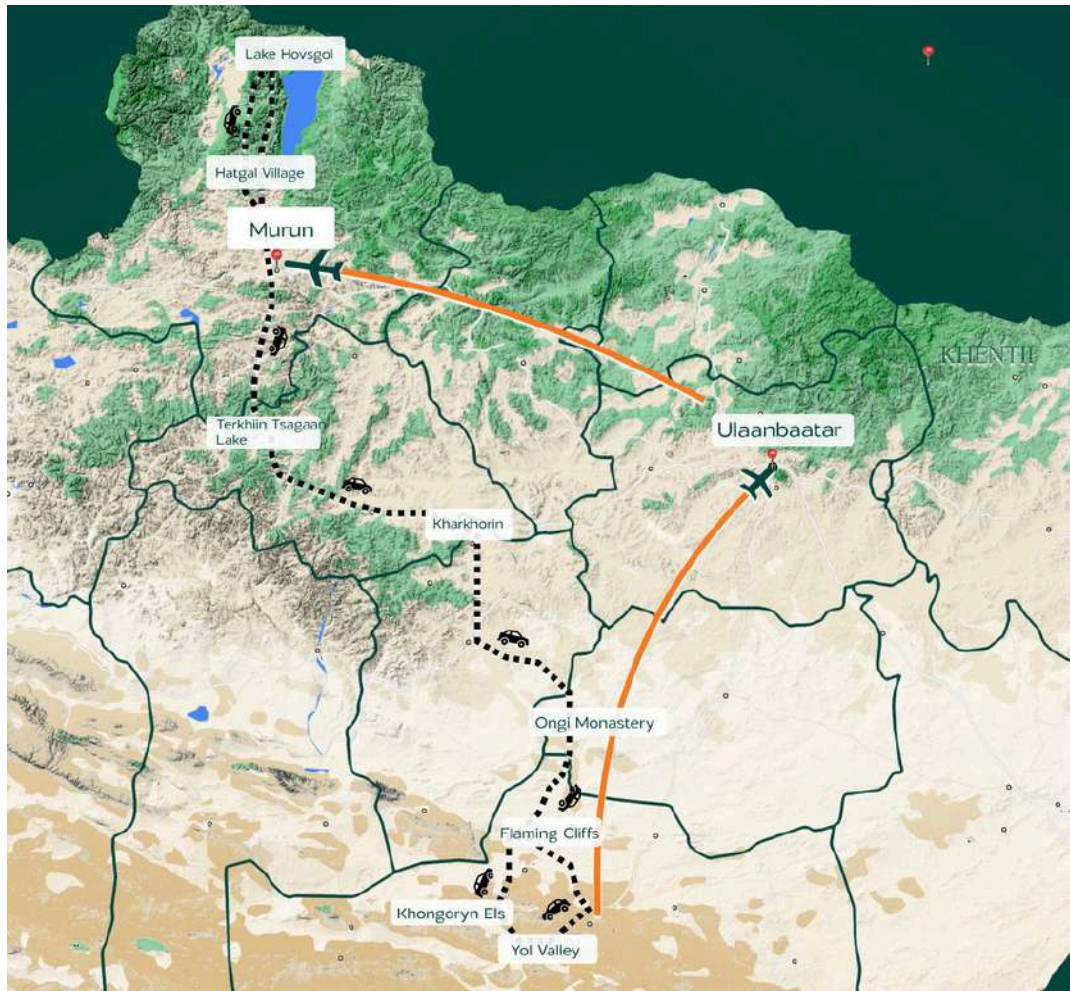 Lake Hovsgol
Hatgal Village
Murun
KHENTII
Terkhiin Tsagaan
Lake
Ulaanbaatar
Kharkhorin
Ongi Monastery
Flaming Cliffs
Khongoryn Els
Yol Valley